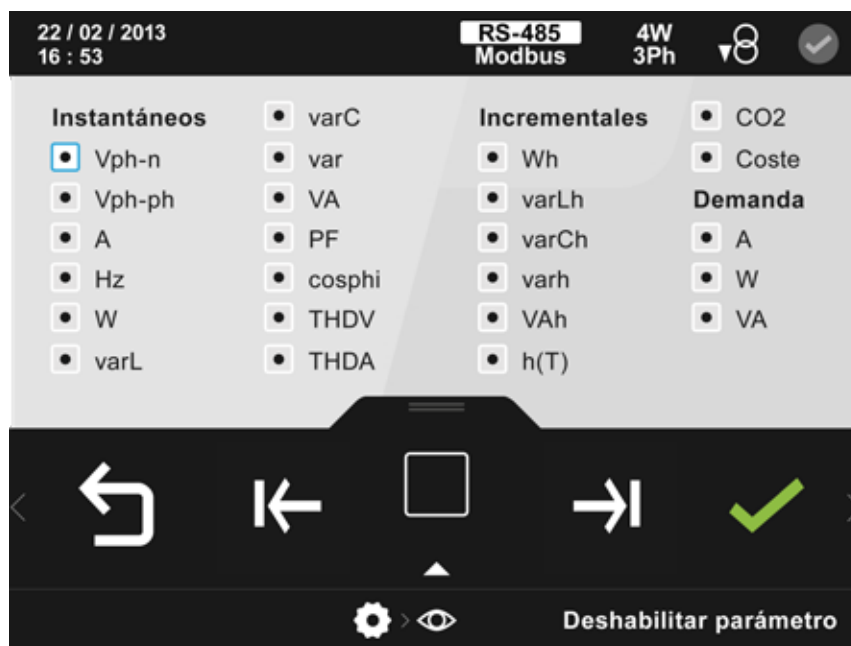 22 / 02 / 2013
16 : 53
RS-485
Modbus
4W
3Ph
Instantáneos
Vph-n
Vph-ph
A
Hz
W
varL
varC
var
VA
PF
cosphi
THDV
THDA
Incrementales
Wh
varLh
varCh
varh
VAh
h(T)
CO2
Coste
Demanda
A
W
VA
Deshabilitar parámetro